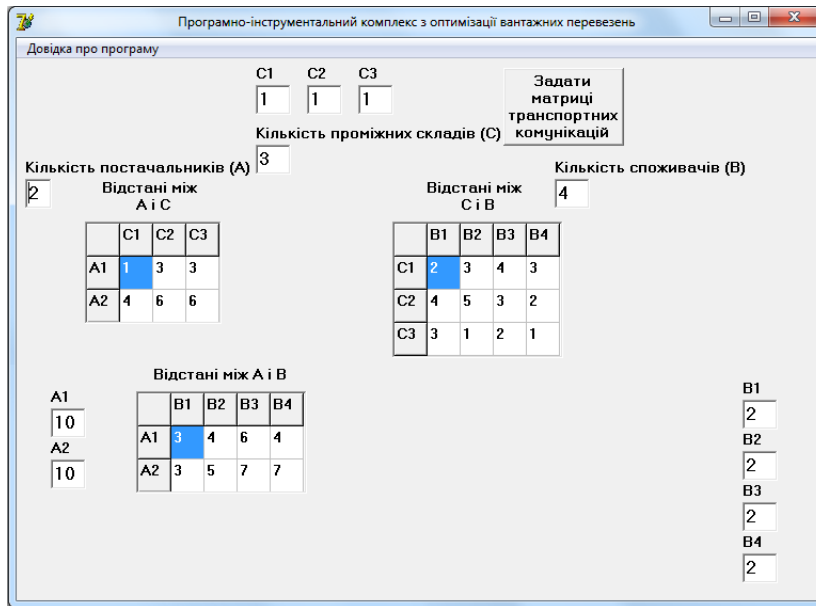 Програмно-інструментальний комплекс з оптимізації вантажних перевезень
Довідка про програму
C1 C2 C3
1 1 1
Задати
матриці
транспортних
комунікацій
Кількість проміжних складів (C)
3
Кількість постачальників (A)
2
Кількість споживачів (B)
4
Відстані між
A i C
C1 C2 C3
A1 1 3 3
A2 4 6 6
Відстані між
C i B
B1 B2 B3 B4
C1 2 3 4 3
C2 4 5 3 2
C3 3 1 2 1
Відстані між A i B
B1 B2 B3 B4
A1 3 4 6 4
A2 3 5 7 7
A1
10
A2
10
B1
2
B2
2
B3
2
B4
2